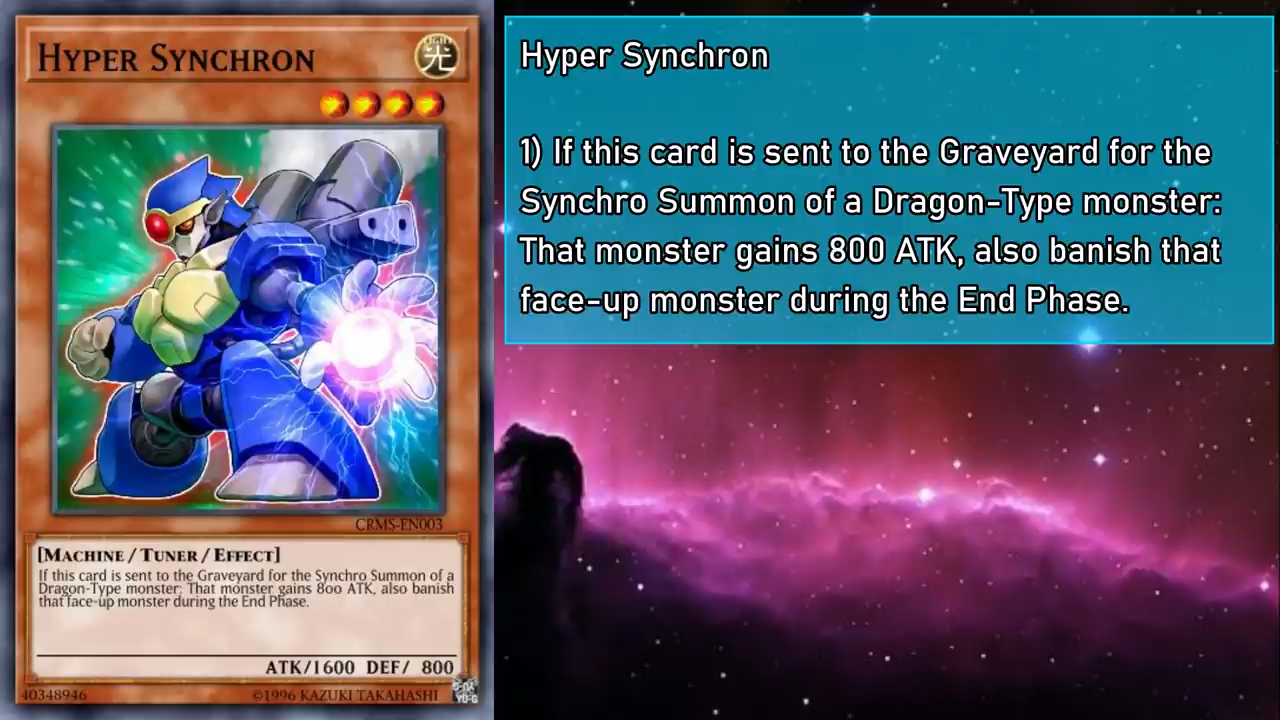 HYPER SYNCHRON
LIGHT
光
CRMS-EN003
[MACHINE / TUNER / EFFECT]
If this card is sent to the Graveyard for the Synchro Summon of a
Dragon-Type monster: That monster gains 800 ATK, also banish
that face-up monster during the End Phase.
ATK/1600 DEF/ 800
40348946
©1996 KAZUKI TAKAHASHI
Hyper Synchron
1) If this card is sent to the Graveyard for the
Synchro Summon of a Dragon-Type monster:
That monster gains 800 ATK, also banish that
face-up monster during the End Phase.